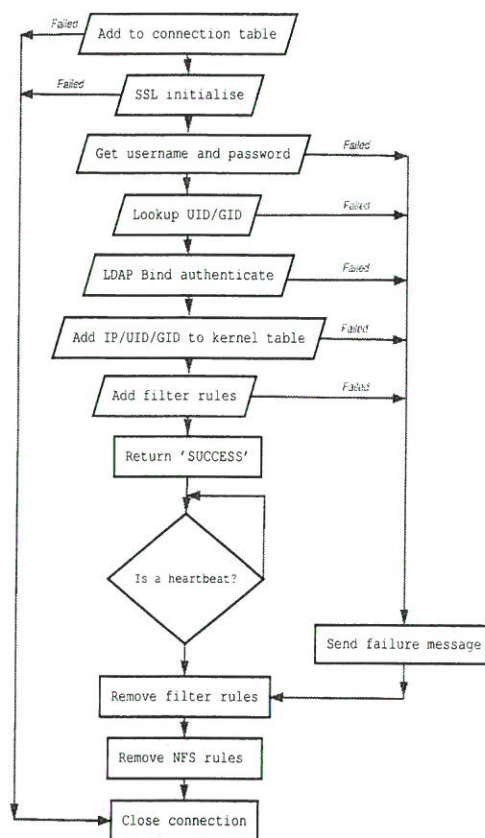 Failed
Add to connection table
Failed
SSL initialise
Get username and password
Failed
Lookup UID/GID
Failed
LDAP Bind authenticate
Failed
Add IP/UID/GID to kernel table
Failed
Add filter rules
Failed
Return ‘SUCCESS’
Is a heartbeat?
Send failure message
Remove filter rules
Remove NFS rules
Close connection